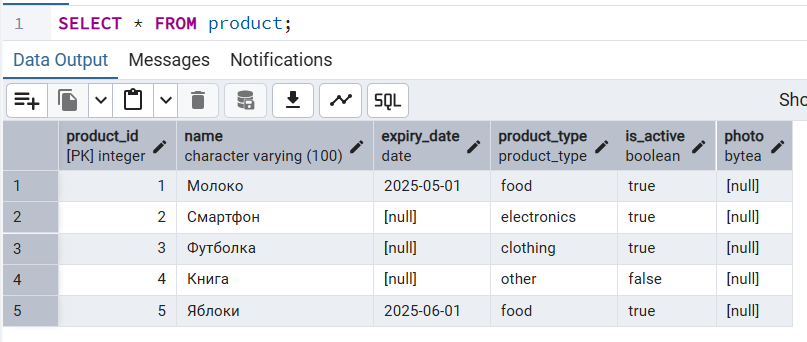 1 SELECT * FROM product;
Data Output Messages Notifications
SQL Sho
product_id name expiry_date product_type is_active photo
[PK] integer character varying (100) date product_type boolean bytea
1 1 Молоко 2025-05-01 food true [null]
2 2 Смартфон [null] electronics true [null]
3 3 Футболка [null] clothing true [null]
4 4 Книга [null] other false [null]
5 5 Яблоки 2025-06-01 food true [null]